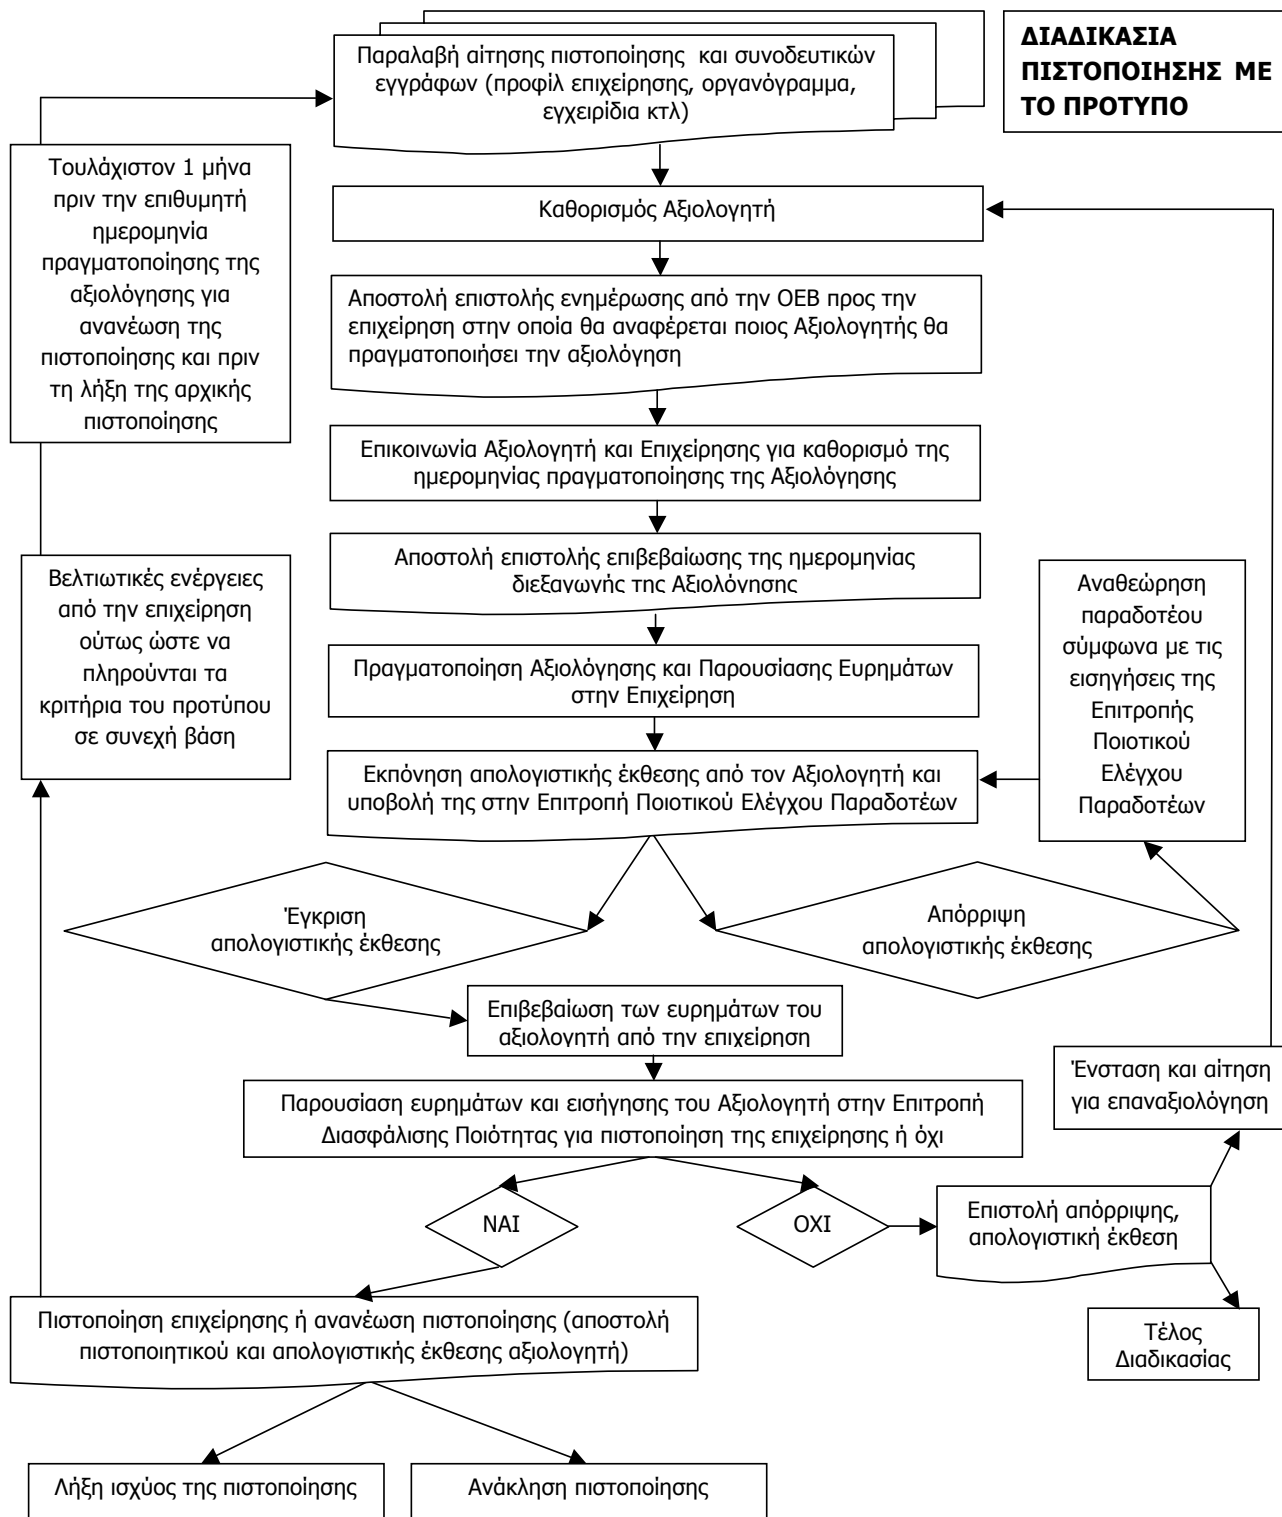 Παραλαβή αίτησης πιστοποίησης και συνοδευτικών
εγγράφων (προφίλ επιχείρησης, οργανόγραμμα,
εγχειρίδια κτλ)
ΔΙΑΔΙΚΑΣΙΑ
ΠΙΣΤΟΠΟΙΗΣΗΣ ΜΕ
ΤΟ ΠΡΟΤΥΠΟ
Τουλάχιστον 1 μήνα
πριν την επιθυμητή
ημερομηνία
πραγματοποίησης της
αξιολόγησης για
ανανέωση της
πιστοποίησης και πριν
τη λήξη της αρχικής
πιστοποίησης
Καθορισμός Αξιολογητή
Αποστολή επιστολής ενημέρωσης από την ΟΕΒ προς την
επιχείρηση στην οποία θα αναφέρεται ποιος Αξιολογητής θα
πραγματοποιήσει την αξιολόγηση
Επικοινωνία Αξιολογητή και Επιχείρησης για καθορισμό της
ημερομηνίας πραγματοποίησης της Αξιολόγησης
Αποστολή επιστολής επιβεβαίωσης της ημερομηνίας
διεξαγωγής της Αξιολόγησης
Βελτιωτικές ενέργειες
από την επιχείρηση
ούτως ώστε να
πληρούνται τα
κριτήρια του προτύπου
σε συνεχή βάση
Αναθεώρηση
παραδοτέου
σύμφωνα με τις
εισηγήσεις της
Επιτροπής
Ποιοτικού
Ελέγχου
Παραδοτέων
Πραγματοποίηση Αξιολόγησης και Παρουσίασης Ευρημάτων
στην Επιχείρηση
Εκπόνηση απολογιστικής έκθεσης από τον Αξιολογητή και
υποβολή της στην Επιτροπή Ποιοτικού Ελέγχου Παραδοτέων
Έγκριση
απολογιστικής έκθεσης
Απόρριψη
απολογιστικής έκθεσης
Επιβεβαίωση των ευρημάτων του
αξιολογητή από την επιχείρηση
Ένσταση και αίτηση
για επαναξιολόγηση
Παρουσίαση ευρημάτων και εισήγησης του Αξιολογητή στην Επιτροπή
Διασφάλισης Ποιότητας για πιστοποίηση της επιχείρησης ή όχι
ΝΑΙ
ΟΧΙ
Επιστολή απόρριψης,
απολογιστική έκθεση
Πιστοποίηση επιχείρησης ή ανανέωση πιστοποίησης (αποστολή
πιστοποιητικού και απολογιστικής έκθεσης αξιολογητή)
Τέλος
Διαδικασίας
Λήξη ισχύος της πιστοποίησης
Ανάκληση πιστοποίησης